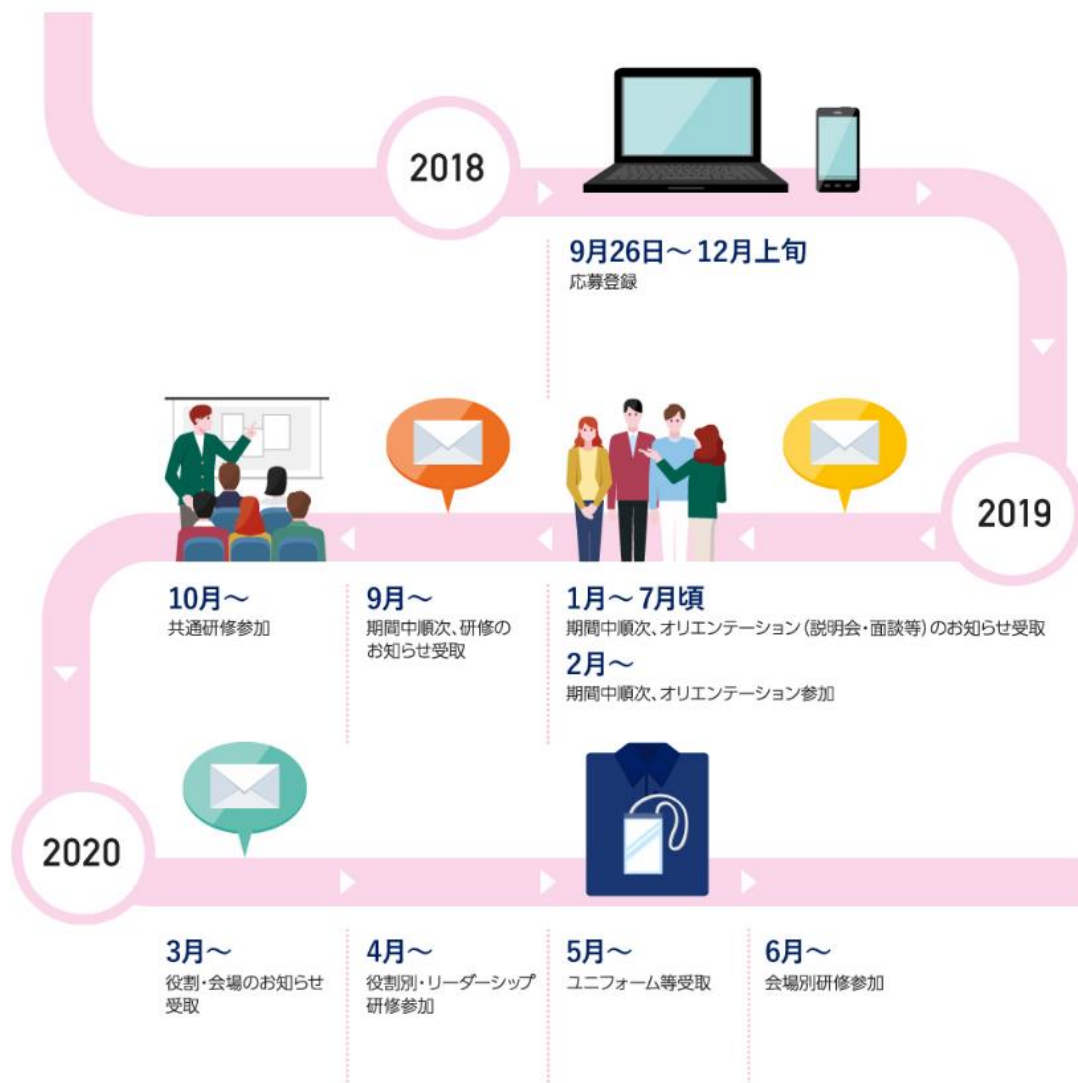 2018
9月26日～12月上旬
応募登録
2019
1月～7月頃
期間中順次、オリエンテーション（説明会・面談等）のお知らせ受取
2月～
期間中順次、オリエンテーション参加
9月～
期間中順次、研修の
お知らせ受取
10月～
共通研修参加
2020
3月～
役割・会場のお知らせ
受取
4月～
役割別・リーダーシップ
研修参加
5月～
ユニフォーム等受取
6月～
会場別研修参加